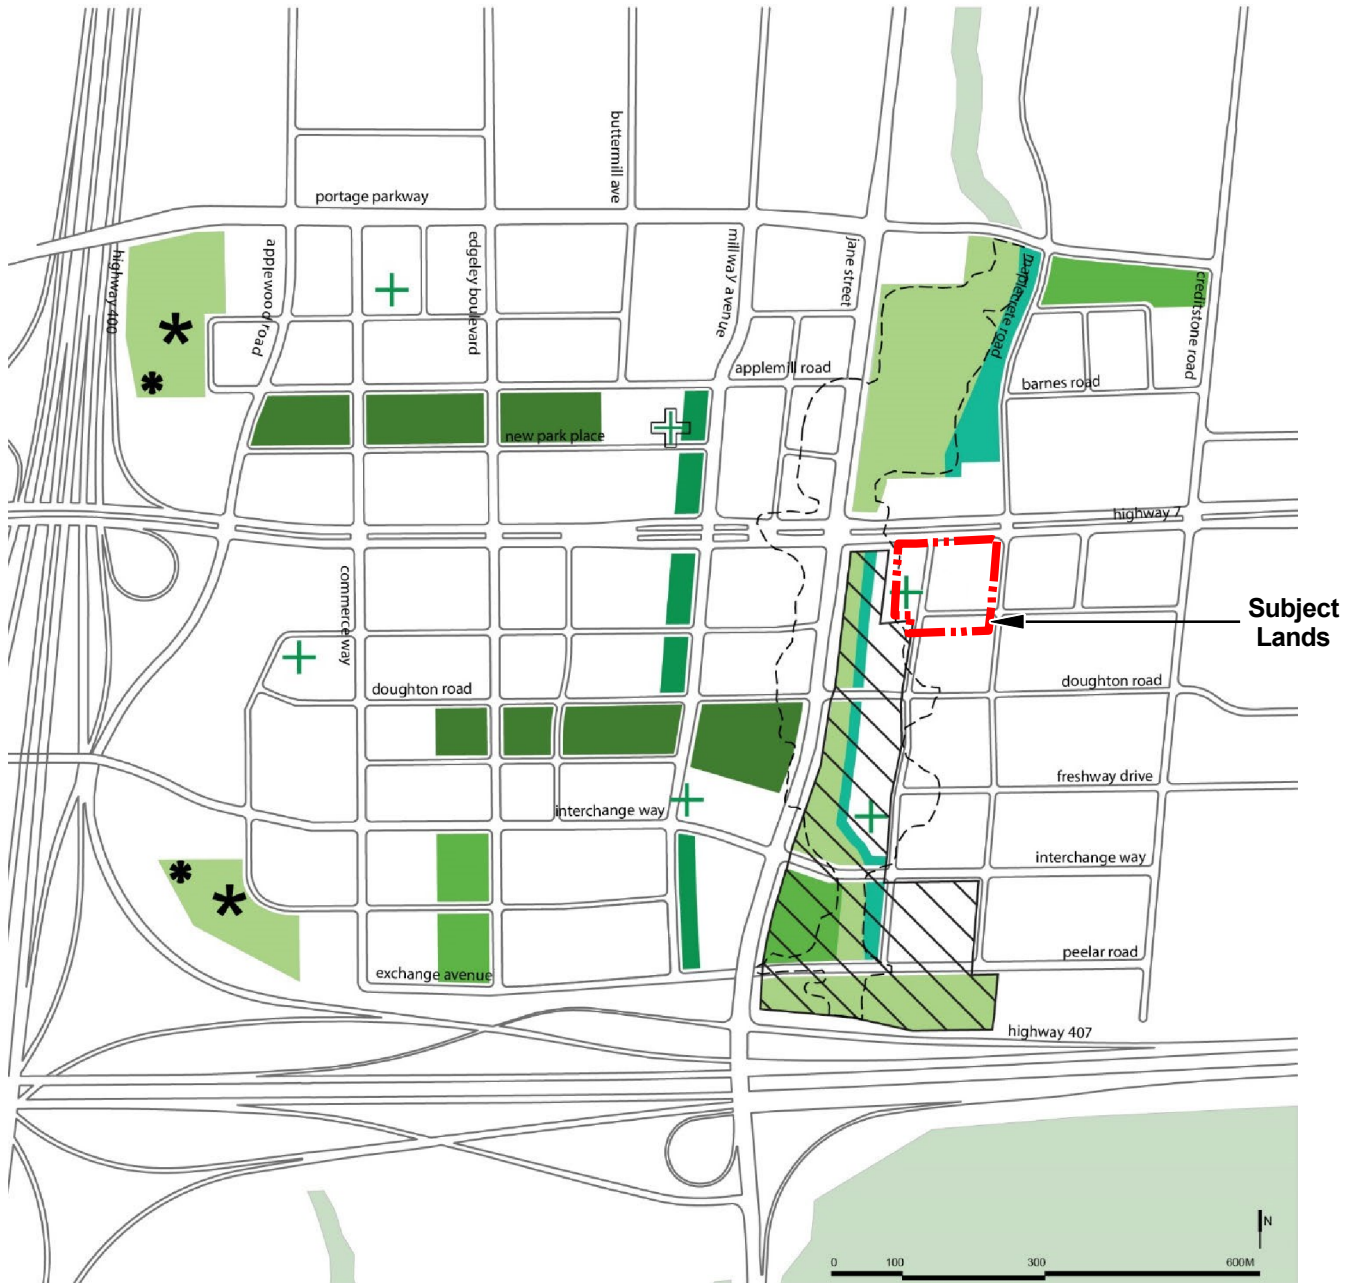 buttermill ave
portage parkway
highway 400
applewood road
edgeley boulevard
millway avenue
jane street
maplecrete road
creditstone road
applemill road
barnes road
new park place
highway 7
commerce way
Subject
Lands
doughton road
doughton road
freshway drive
interchange way
interchange way
peelar road
exchange avenue
highway 407
N
0 100 300 600M